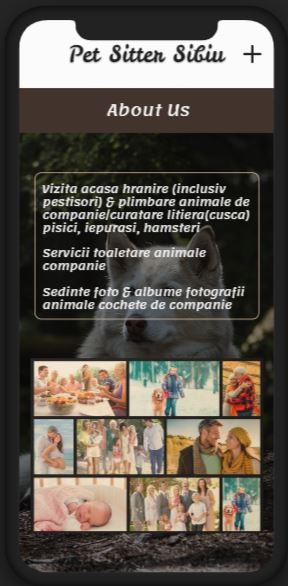 Pet Sitter Sibiu +
About Us
Vizita acasa hranire (inclusiv
pestisori) & plimbare animale de
companie/curatare litiera(cusca)
pisici, iepurasi, hamsteri
Servicii toaletare animale
companie
Sedinte foto & albume fotografii
animale cochete de companie